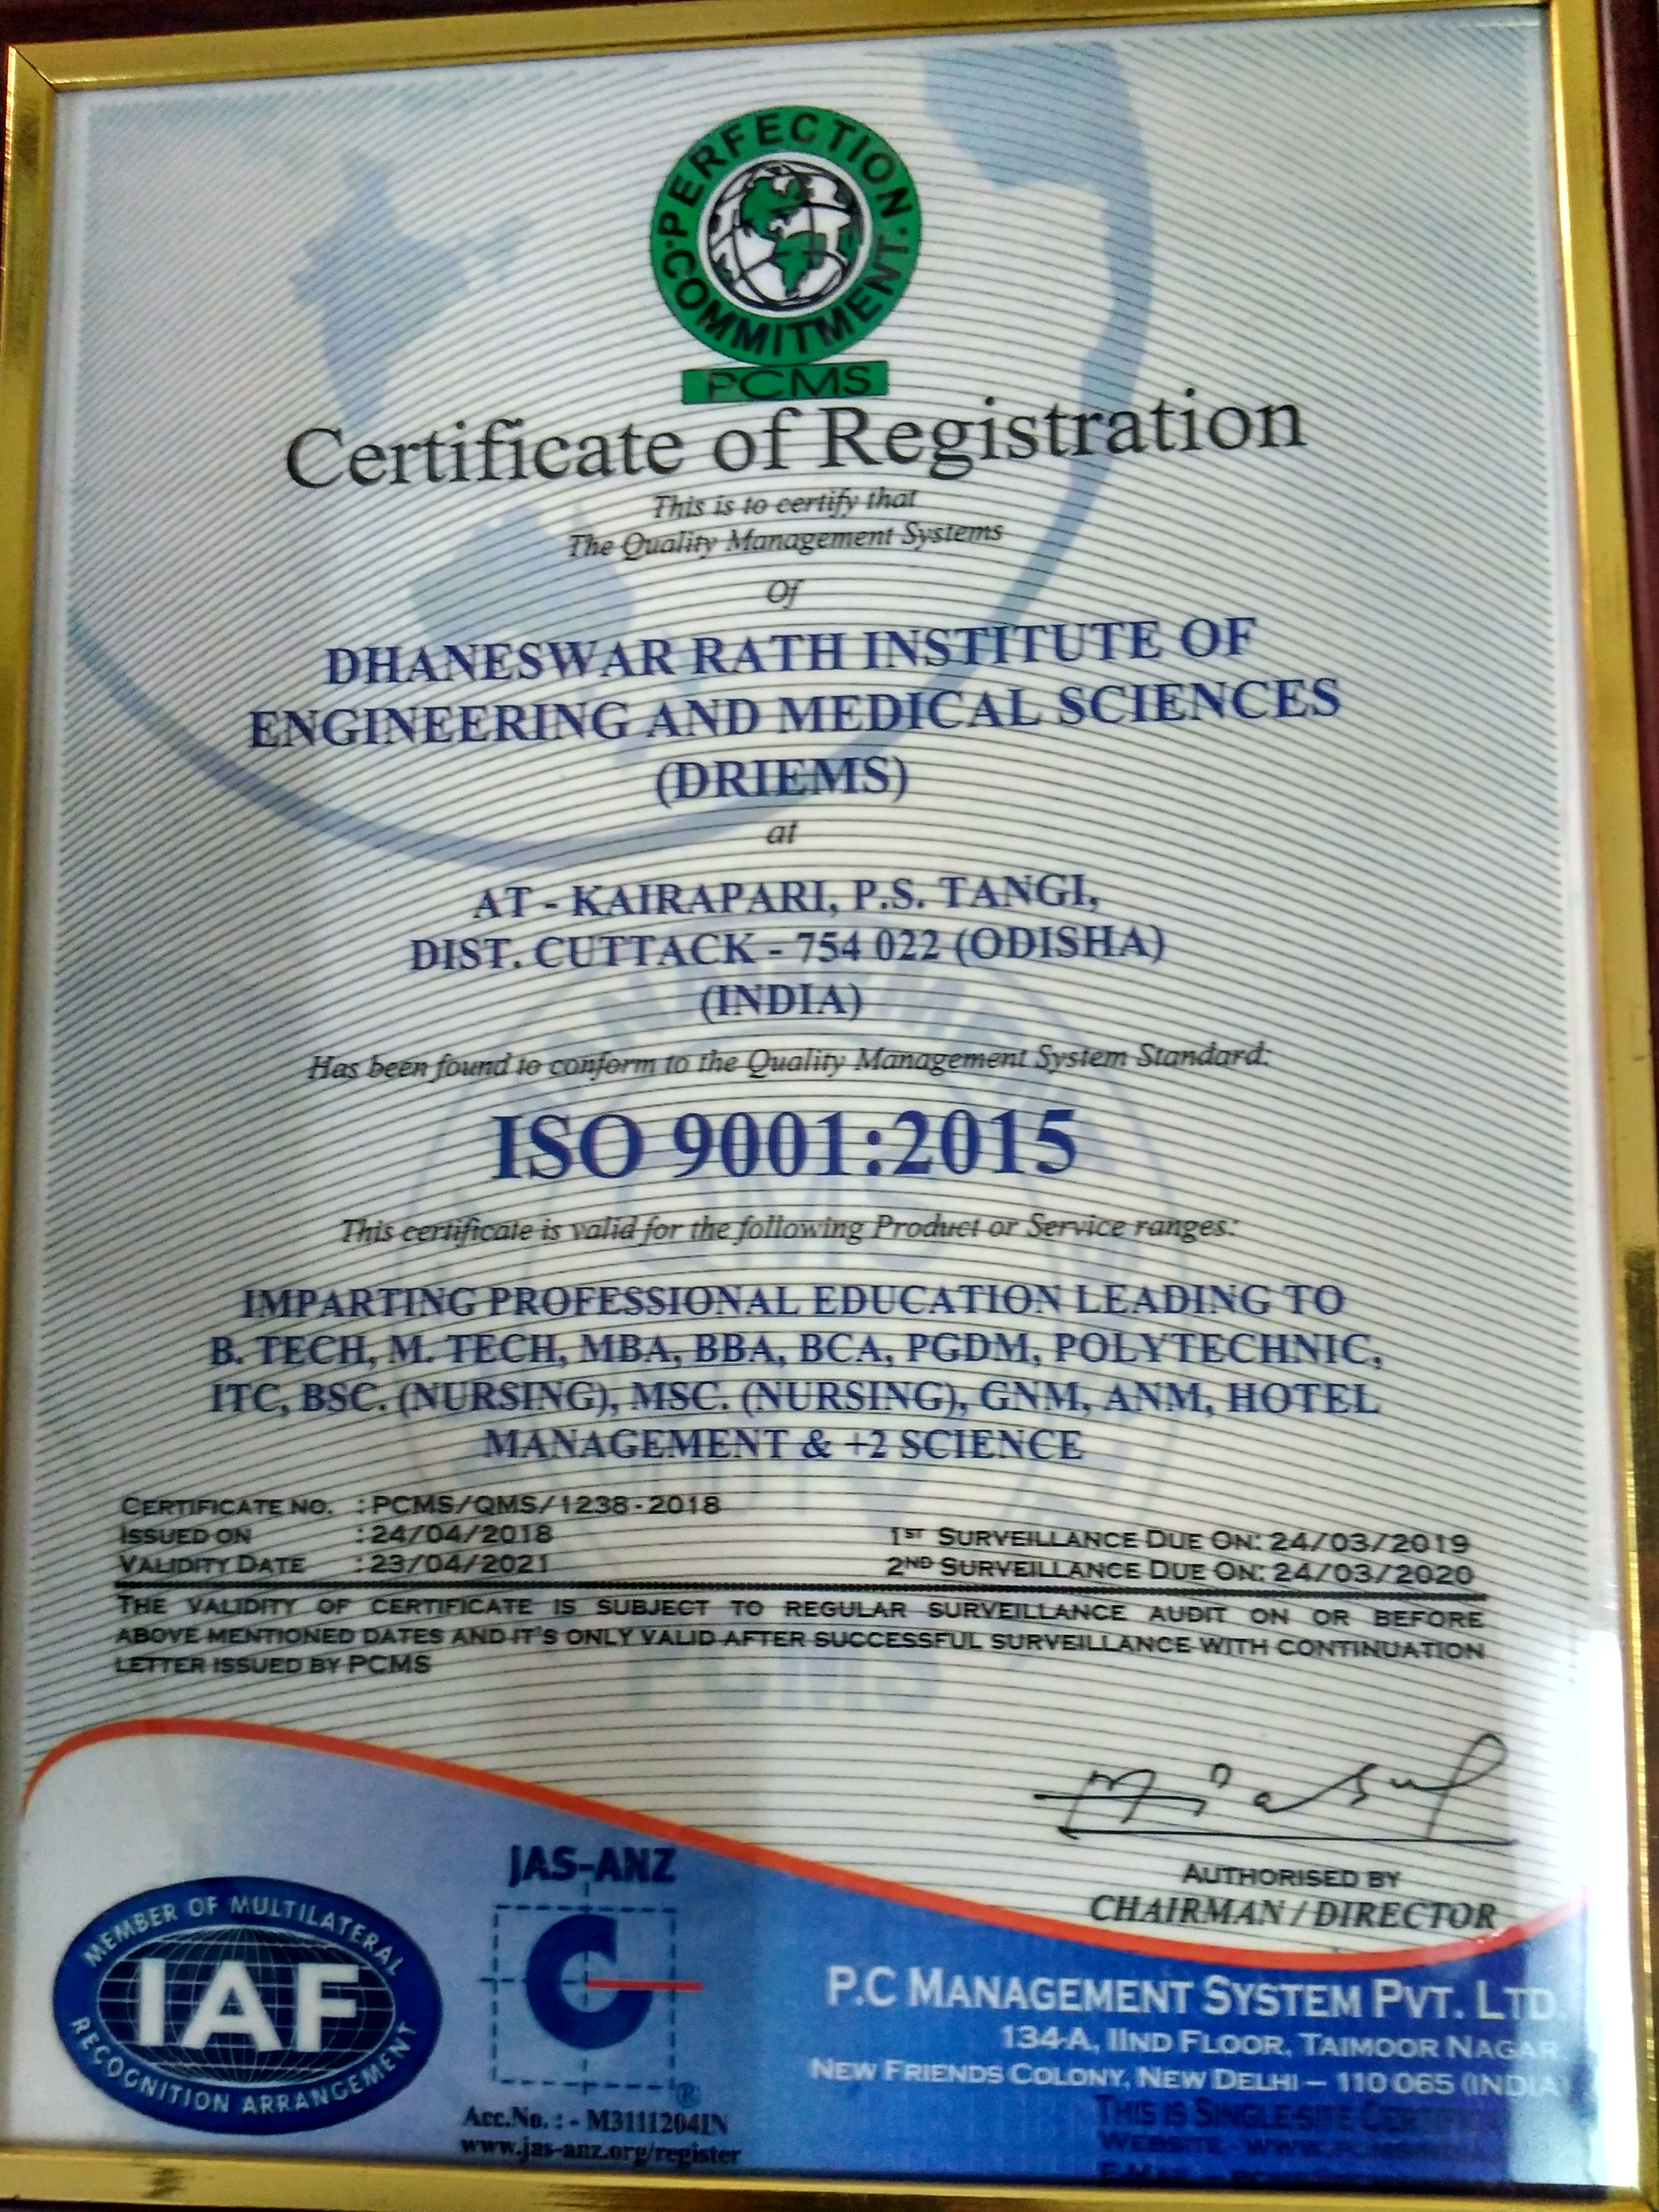 ·PERFECTION·
COMMITMENT
PCMS
Certificate of Registration
This is to certify that
The Quality Management Systems
Of
DHANESWAR RATH INSTITUTE OF
ENGINEERING AND MEDICAL SCIENCES
(DRIEMS)
at
AT - KAIRAPARI, P.S. TANGI,
DIST. CUTTACK - 754 022 (ODISHA)
(INDIA)
Has been found to conform to the Quality Management System Standard:
ISO 9001:2015
This certificate is valid for the following Product or Service ranges:
IMPARTING PROFESSIONAL EDUCATION LEADING TO
B. TECH, M. TECH, MBA, BBA, BCA, PGDM, POLYTECHNIC,
ITC, BSC. (NURSING), MSC. (NURSING), GNM, ANM, HOTEL
MANAGEMENT & +2 SCIENCE
CERTIFICATE NO. : PCMS/QMS/1238-2018
ISSUED ON : 24/04/2018
1ST SURVEILLANCE DUE ON: 24/03/2019
VALIDITY DATE : 23/04/2021
2ND SURVEILLANCE DUE ON: 24/03/2020
THE VALIDITY OF CERTIFICATE IS SUBJECT TO REGULAR SURVEILLANCE AUDIT ON OR BEFORE
ABOVE MENTIONED DATES AND IT'S ONLY VALID AFTER SUCCESSFUL SURVEILLANCE WITH CONTINUATION
LETTER ISSUED BY PCMS
AUTHORISED BY
CHAIRMAN / DIRECTOR
MEMBER OF MULTILATERAL
IAF
RECOGNITION ARRANGEMENT
JAS-ANZ
®
Acc.No. : - M3111204IN
www.jas-anz.org/register
P.C MANAGEMENT SYSTEM PVT. LTD.
134-A, IIND FLOOR, TAIMOOR NAGAR
NEW FRIENDS COLONY, NEW DELHI – 110 065 (INDIA)
THIS IS SINGLE SITE
WEBSITE -